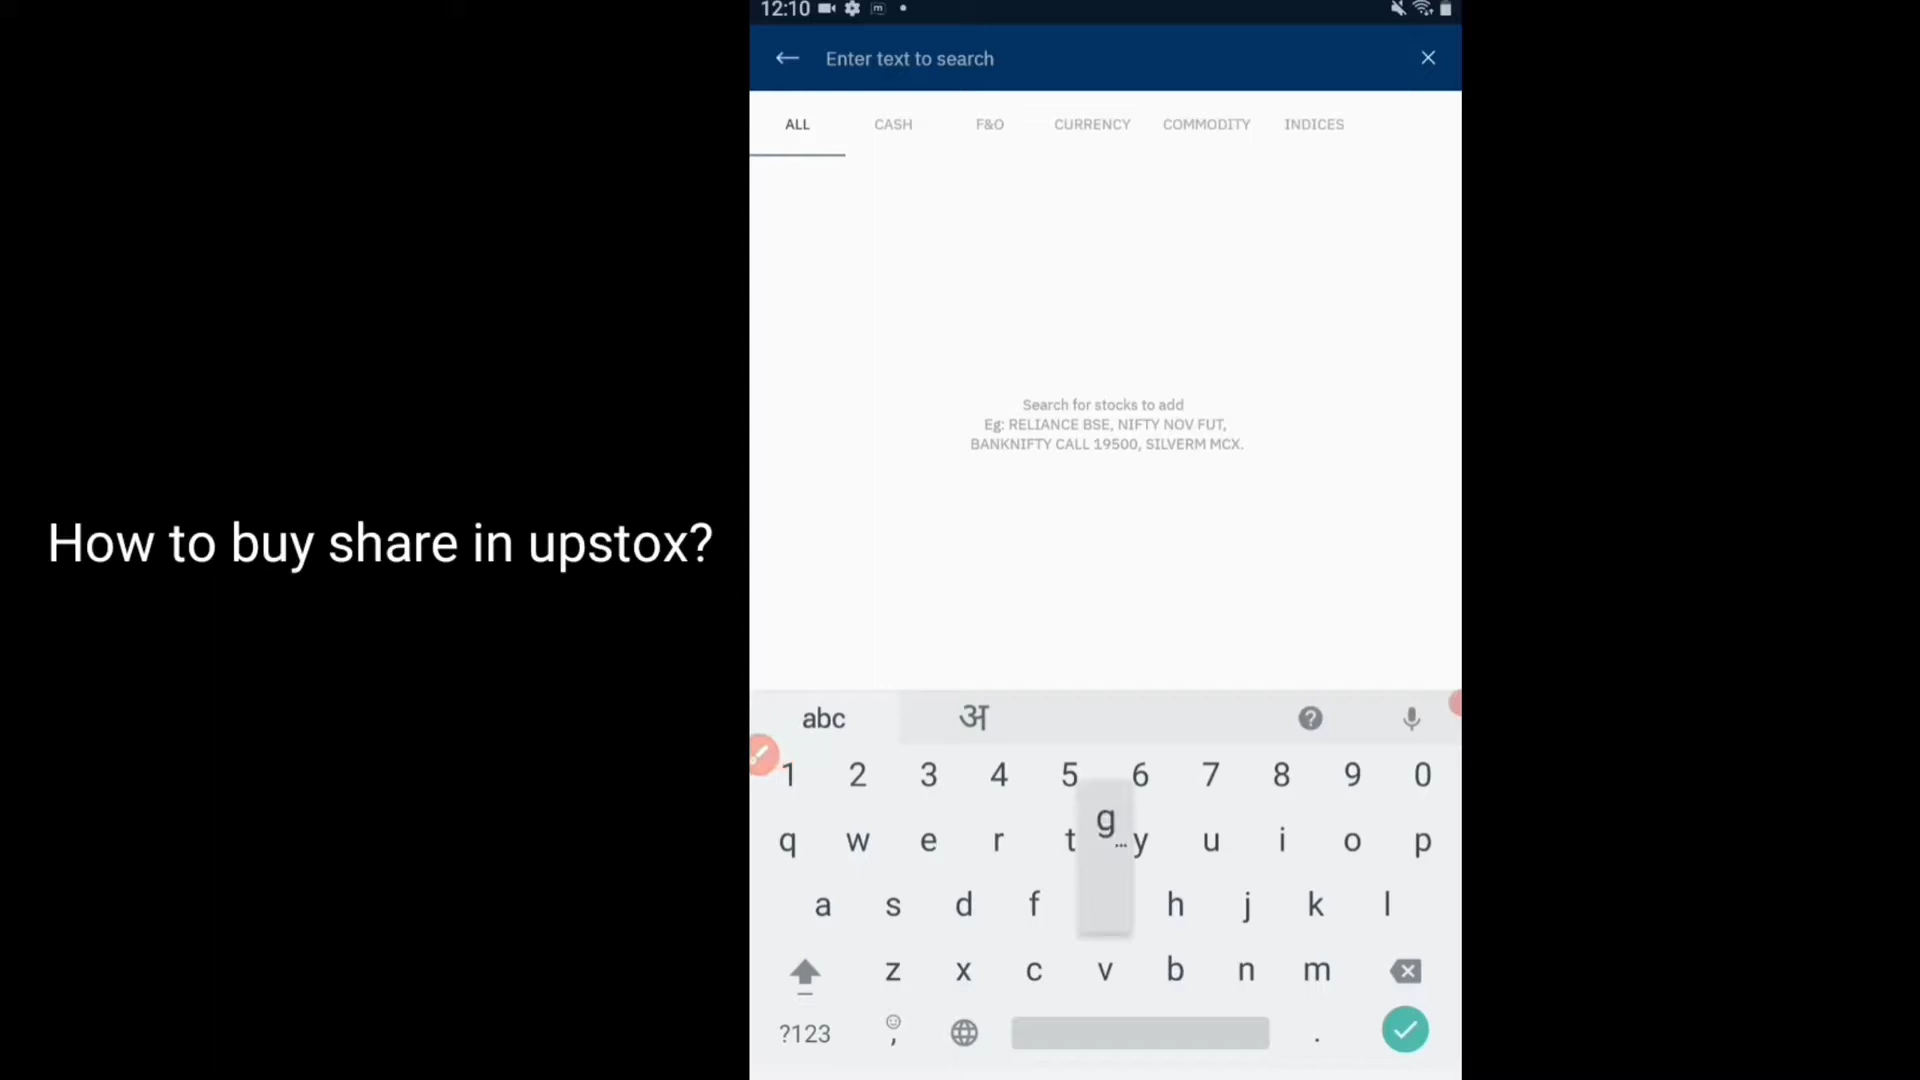 12:10
Enter text to search
ALL CASH F&O CURRENCY COMMODITY INDICES
Search for stocks to add
Eg: RELIANCE BSE, NIFTY NOV FUT,
BANKNIFTY CALL 19500, SILVERM MCX.
How to buy share in upstox?
abc अ
1 2 3 4 5 6 7 8 9 0
q w e r t g y u i o p
a s d f h j k l
z x c v b n m
?123 , .